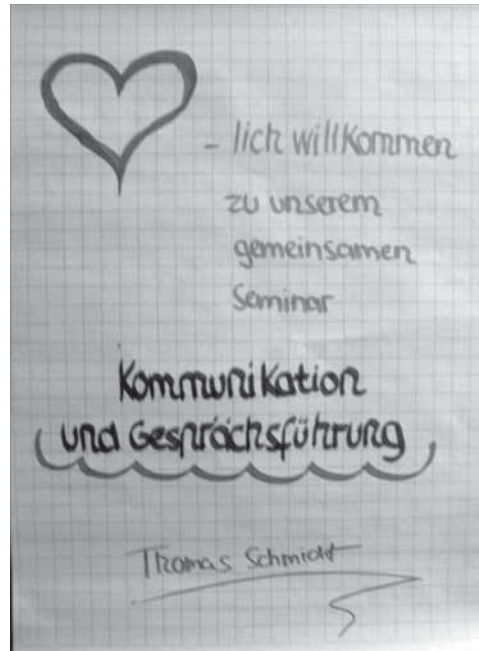 - lich willkommen
zu unserem
gemeinsamen
Seminar
Kommunikation
und Gesprächsführung
Thomas Schmidt